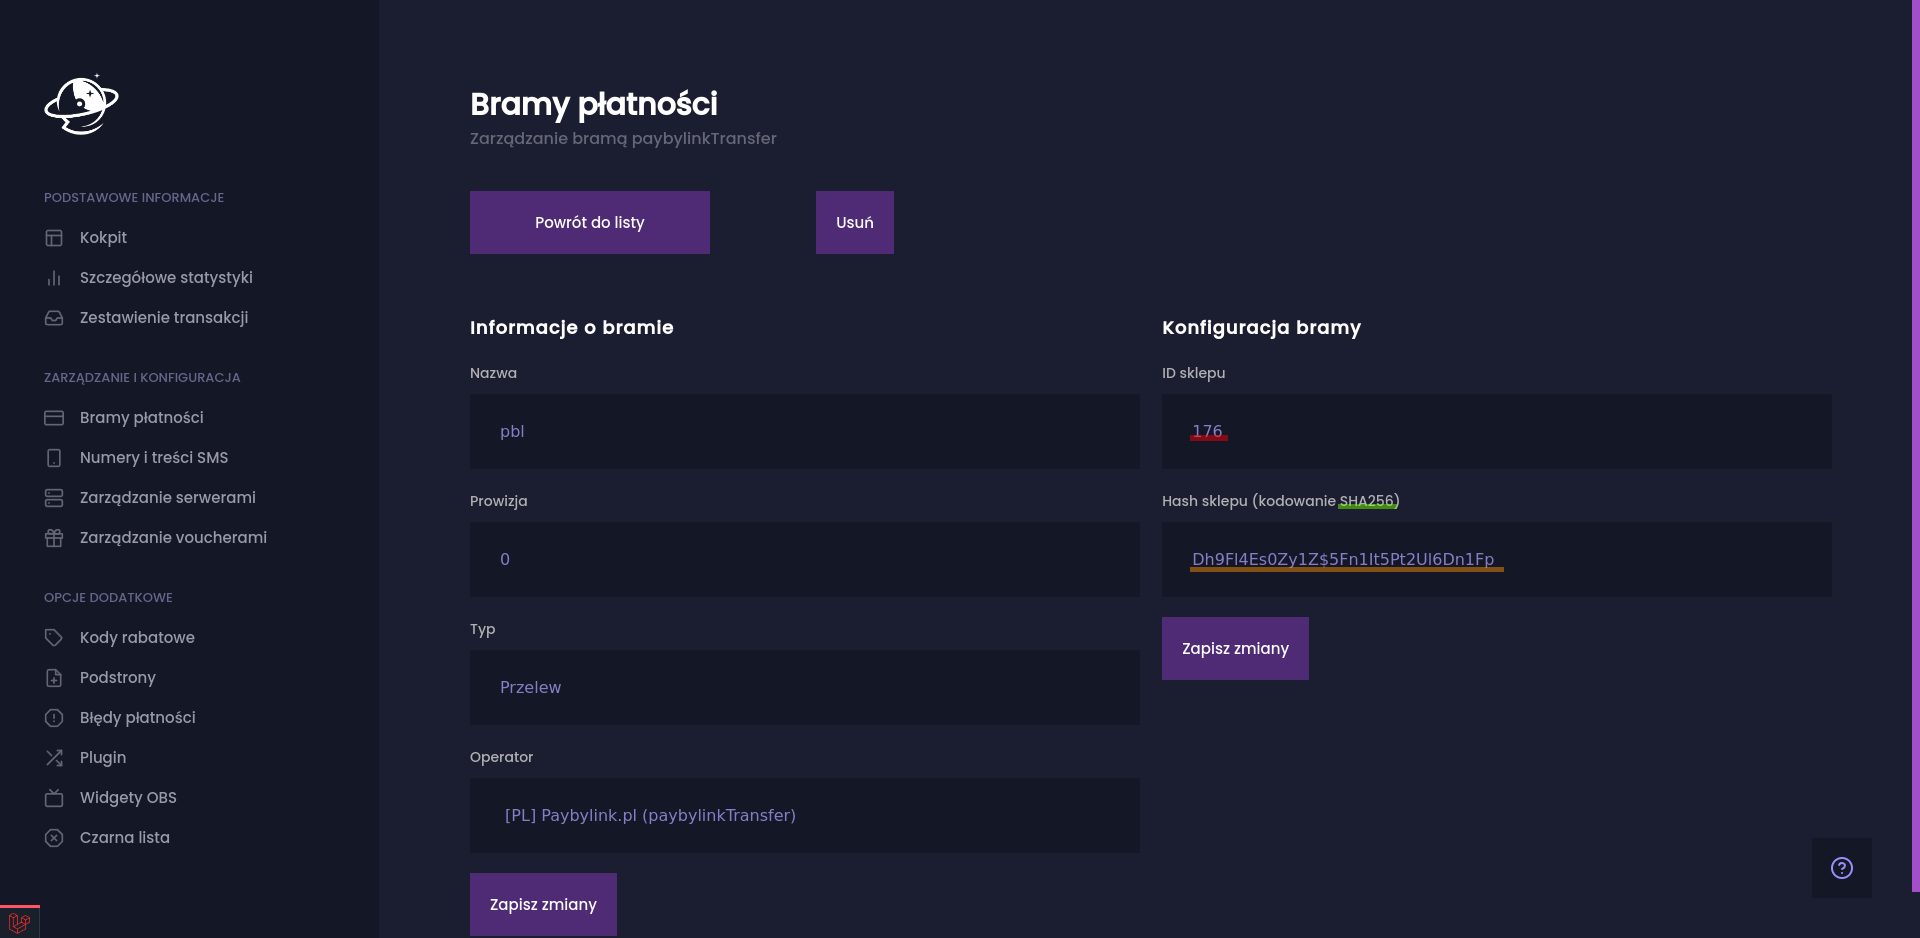 PODSTAWOWE INFORMACJE
Kokpit
Szczegółowe statystyki
Zestawienie transakcji
ZARZĄDZANIE I KONFIGURACJA
Bramy płatności
Numery i treści SMS
Zarządzanie serwerami
Zarządzanie voucherami
OPCJE DODATKOWE
Kody rabatowe
Podstrony
Błędy płatności
Plugin
Widgety OBS
Czarna lista
Bramy płatności
Zarządzanie bramą paybylinkTransfer
Powrót do listy
Usuń
Informacje o bramie
Nazwa
pbl
Prowizja
0
Typ
Przelew
Operator
[PL] Paybylink.pl (paybylinkTransfer)
Zapisz zmiany
Konfiguracja bramy
ID sklepu
176
Hash sklepu (kodowanie SHA256)
Dh9Fl4Es0Zy1Z$5Fn1It5Pt2Ul6Dn1Fp
Zapisz zmiany